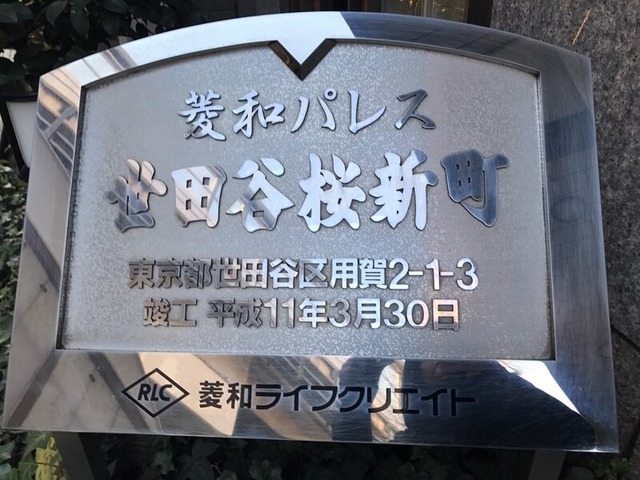 菱和パレス
世田谷桜新町
東京都世田谷区用賀2-1-3
竣工 平成11年3月30日
RLC 菱和ライフクリエイト